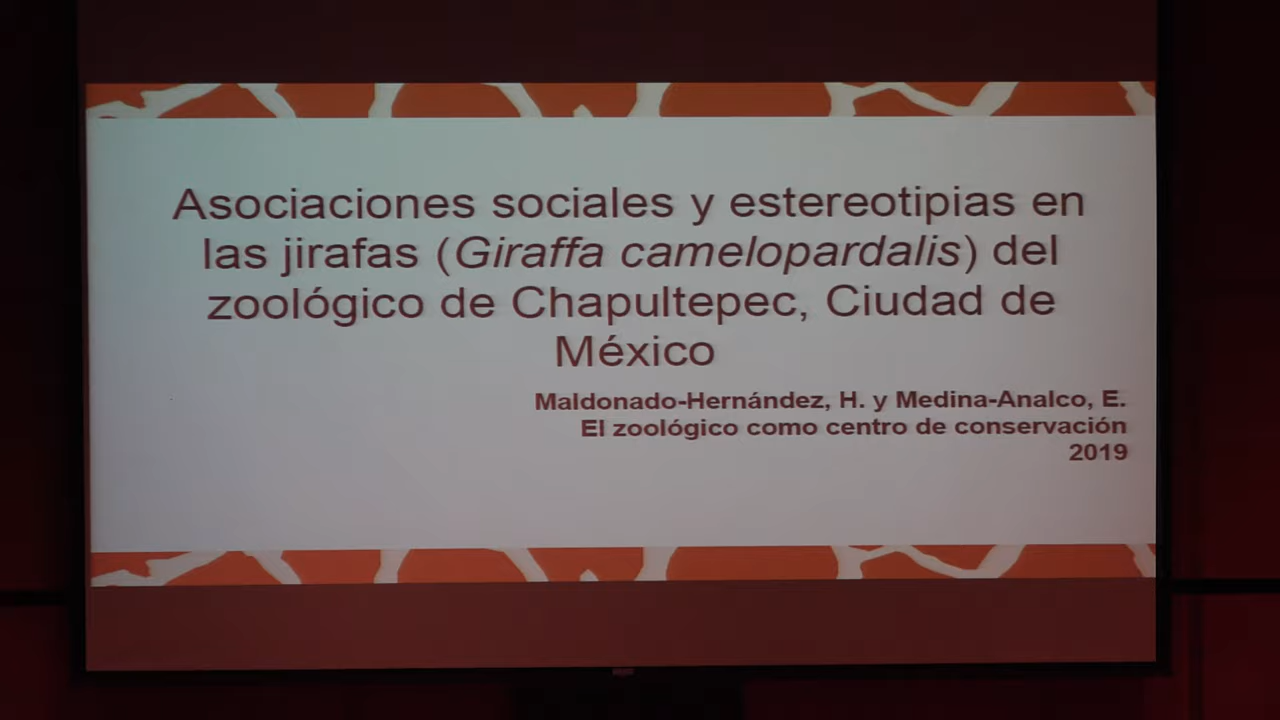 Asociaciones sociales y estereotipias en
las jirafas (Giraffa camelopardalis) del
zoológico de Chapultepec, Ciudad de
México
Maldonado-Hernández, H. y Medina-Analco, E.
El zoológico como centro de conservación
2019